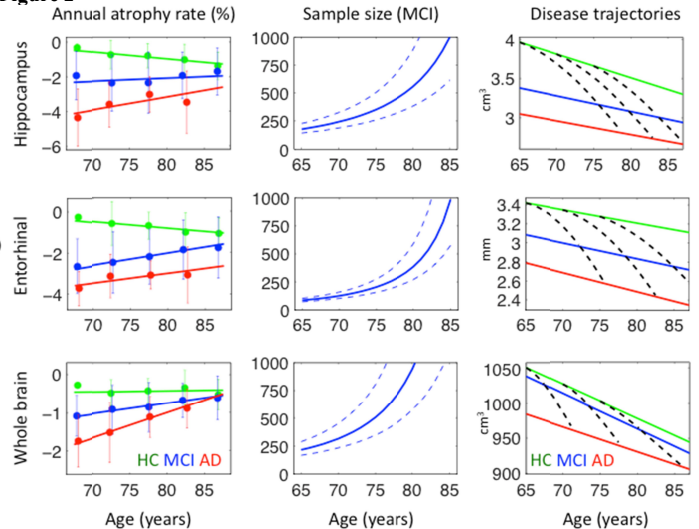 Annual atrophy rate (%) Sample size (MCI) Disease trajectories
Hippocampus
0
−2
−4
−6
70 75 80 85
1000
750
500
250
0
65 70 75 80 85
cm³
4
3.5
3
65 70 75 80 85
Entorhinal
0
−2
−4
70 75 80 85
1000
750
500
250
0
65 70 75 80 85
mm
3.4
3.2
3
2.8
2.6
2.4
65 70 75 80 85
Whole brain
0
−1
−2
HC MCI AD
70 75 80 85
Age (years)
1000
750
500
250
0
65 70 75 80 85
Age (years)
cm³
1050
1000
950
900
HC MCI AD
65 70 75 80 85
Age (years)